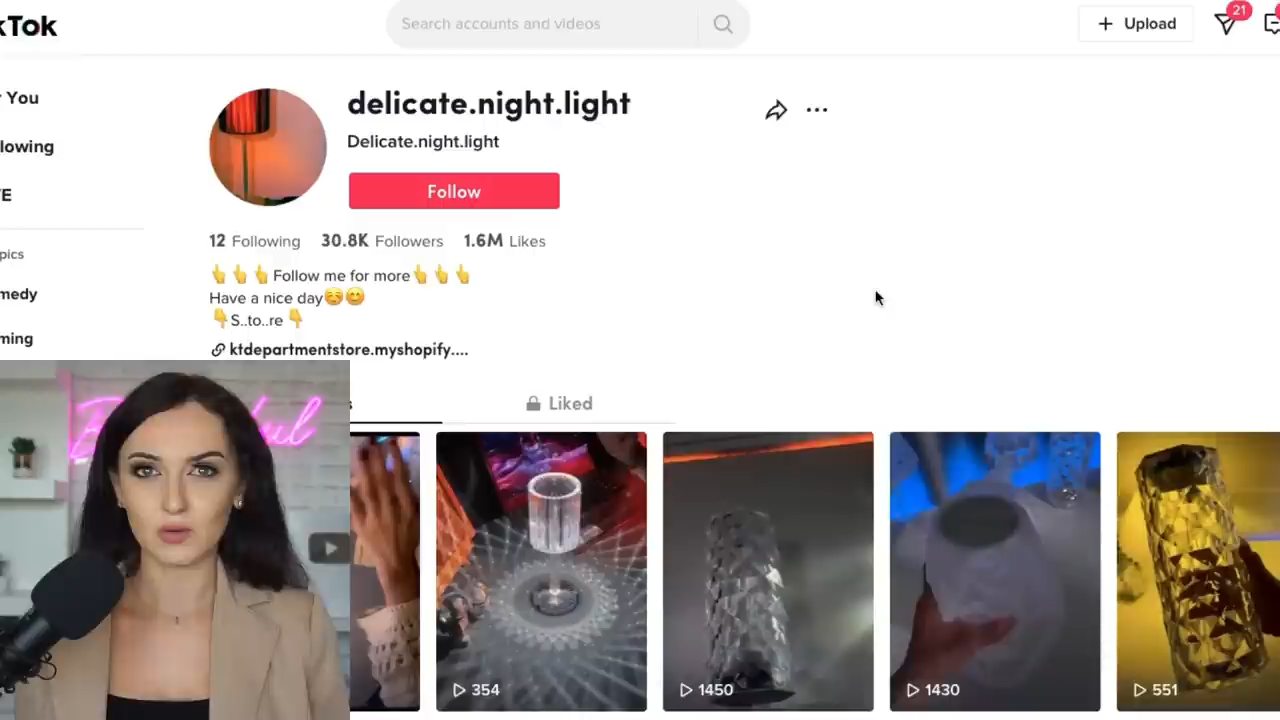 kTok
Search accounts and videos
Upload
21
You
delicate.night.light
Delicate.night.light
lowing
Follow
E
12 Following 30.8K Followers 1.6M Likes
pics
👆👆👆Follow me for more👆👆👆
medy
Have a nice day😚😊
👇S..to..re 👇
ming
ktdepartmentstore.myshopify....
s
Liked
354
1450
1430
551